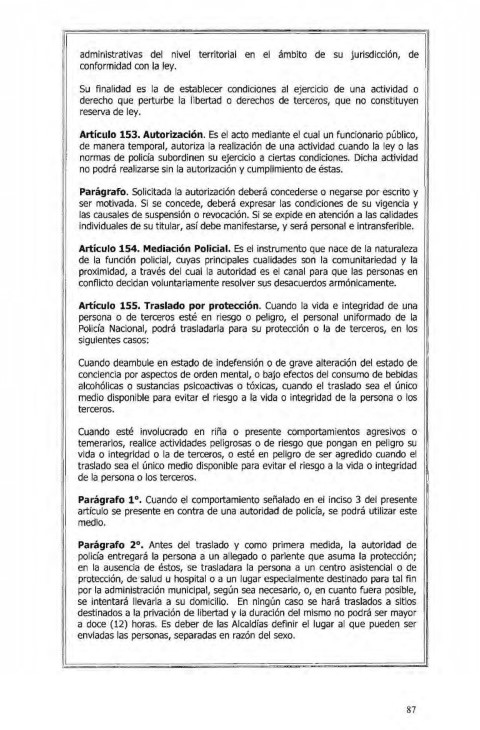 administrativas del nivel territorial en el ámbito de su jurisdicción, de
conformidad con la ley.
Su finalidad es la de establecer condiciones al ejercicio de una actividad o
derecho que perturbe la libertad o derechos de terceros, que no constituyen
reserva de ley.
Artículo 153. Autorización. Es el acto mediante el cual un funcionario público,
de manera temporal, autoriza la realización de una actividad cuando la ley o las
normas de policía subordinen su ejercicio a ciertas condiciones. Dicha actividad
no podrá realizarse sin la autorización y cumplimiento de éstas.
Parágrafo. Solicitada la autorización deberá concederse o negarse por escrito y
ser motivada. Si se concede, deberá expresar las condiciones de su vigencia y
las causales de suspensión o revocación. Si se expide en atención a las calidades
individuales de su titular, así debe manifestarse, y será personal e intransferible.
Artículo 154. Mediación Policial. Es el instrumento que nace de la naturaleza
de la función policial, cuyas principales cualidades son la comunitariedad y la
proximidad, a través del cual la autoridad es el canal para que las personas en
conflicto decidan voluntariamente resolver sus desacuerdos armónicamente.
Artículo 155. Traslado por protección. Cuando la vida e integridad de una
persona o de terceros esté en riesgo o peligro, el personal uniformado de la
Policía Nacional, podrá trasladarla para su protección o la de terceros, en los
siguientes casos:
Cuando deambule en estado de indefensión o de grave alteración del estado de
conciencia por aspectos de orden mental, o bajo efectos del consumo de bebidas
alcohólicas o sustancias psicoactivas o tóxicas, cuando el traslado sea el único
medio disponible para evitar el riesgo a la vida o integridad de la persona o los
terceros.
Cuando esté involucrado en riña o presente comportamientos agresivos o
temerarios, realice actividades peligrosas o de riesgo que pongan en peligro su
vida o integridad o la de terceros, o esté en peligro de ser agredido cuando el
traslado sea el único medio disponible para evitar el riesgo a la vida o integridad
de la persona o los terceros.
Parágrafo 1º. Cuando el comportamiento señalado en el inciso 3 del presente
artículo se presente en contra de una autoridad de policía, se podrá utilizar este
medio.
Parágrafo 2º. Antes del traslado y como primera medida, la autoridad de
policía entregará la persona a un allegado o pariente que asuma la protección;
en la ausencia de éstos, se trasladara la persona a un centro asistencial o de
protección, de salud u hospital o a un lugar especialmente destinado para tal fin
por la administración municipal, según sea necesario, o, en cuanto fuera posible,
se intentará llevarla a su domicilio. En ningún caso se hará traslados a sitios
destinados a la privación de libertad y la duración del mismo no podrá ser mayor
a doce (12) horas. Es deber de las Alcaldías definir el lugar al que pueden ser
enviadas las personas, separadas en razón del sexo.
87